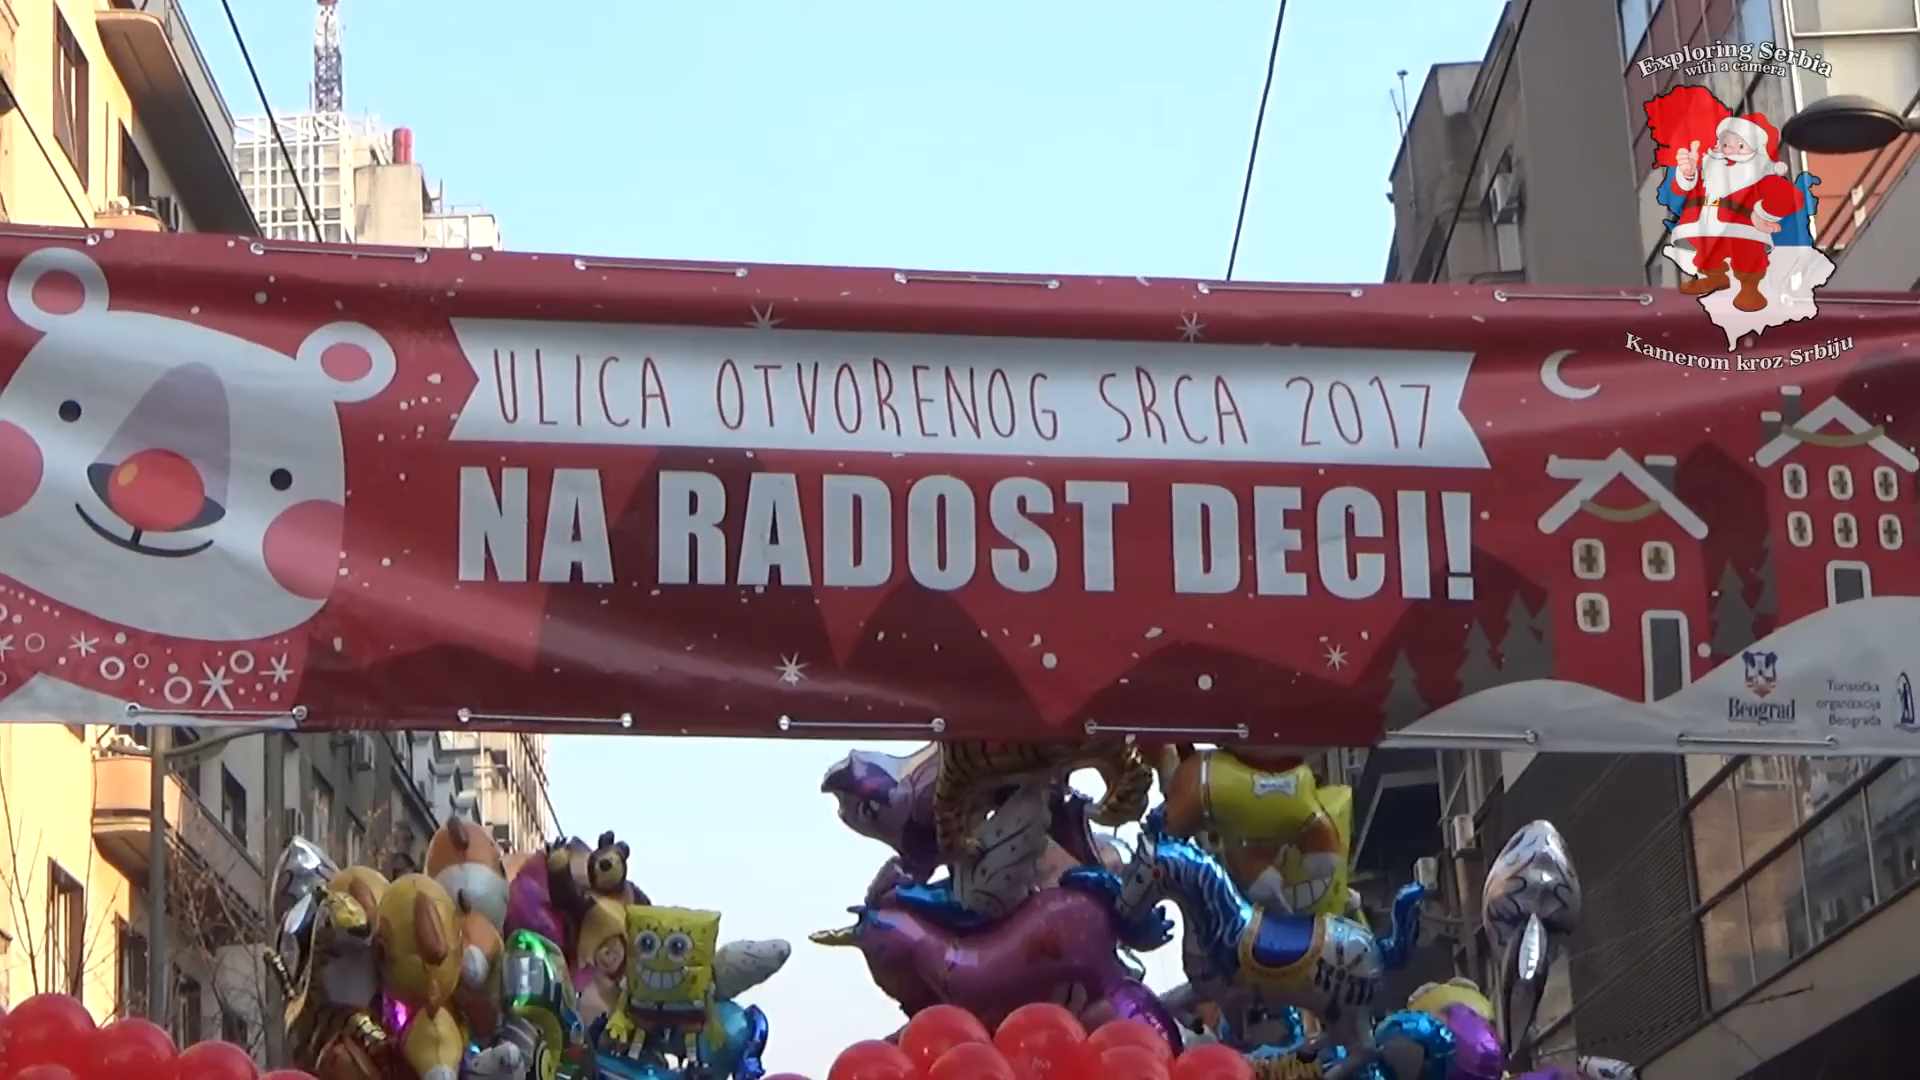 Exploring Serbia
with a camera
Kamerom kroz Srbiju
ULICA OTVORENOG SRCA 2017
NA RADOST DECI!
Beograd
Turistička
organizacija
Beograda